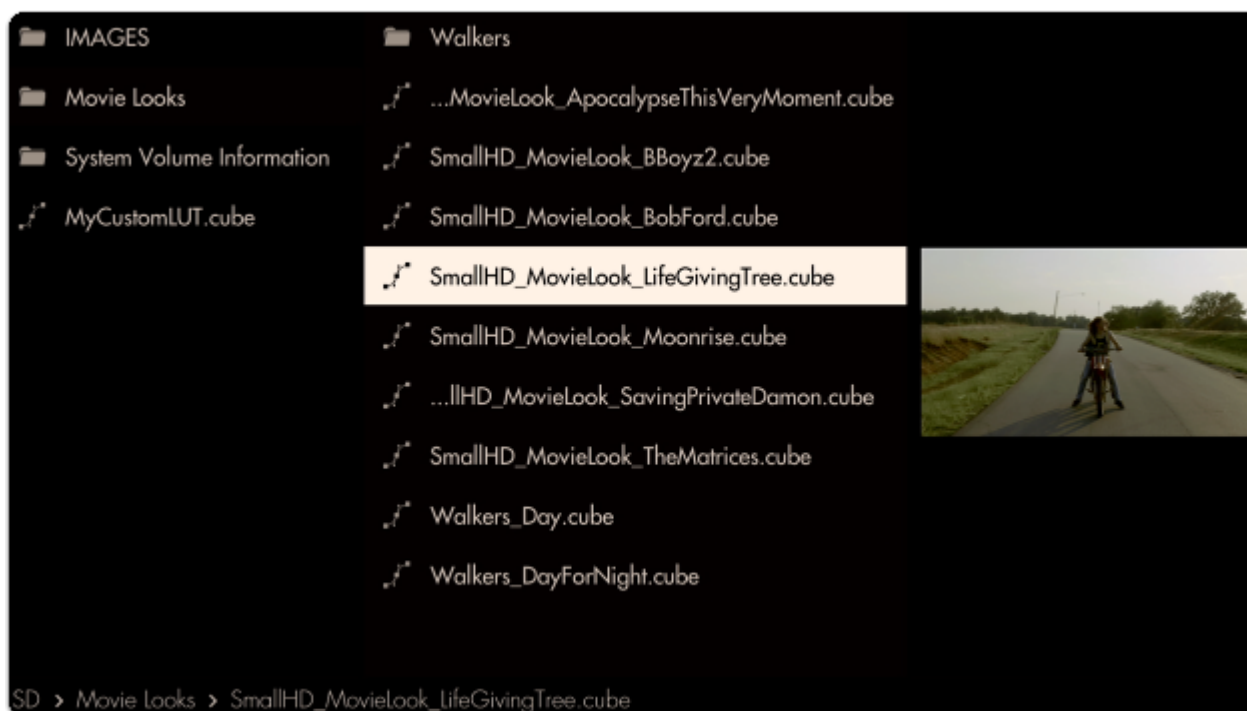 IMAGES
Movie Looks
System Volume Information
MyCustomLUT.cube
Walkers
...MovieLook_ApocalypseThisVeryMoment.cube
SmallHD_MovieLook_BBoyz2.cube
SmallHD_MovieLook_BobFord.cube
SmallHD_MovieLook_LifeGivingTree.cube
SmallHD_MovieLook_Moonrise.cube
...llHD_MovieLook_SavingPrivateDamon.cube
SmallHD_MovieLook_TheMatrices.cube
Walkers_Day.cube
Walkers_DayForNight.cube
SD > Movie Looks > SmallHD_MovieLook_LifeGivingTree.cube